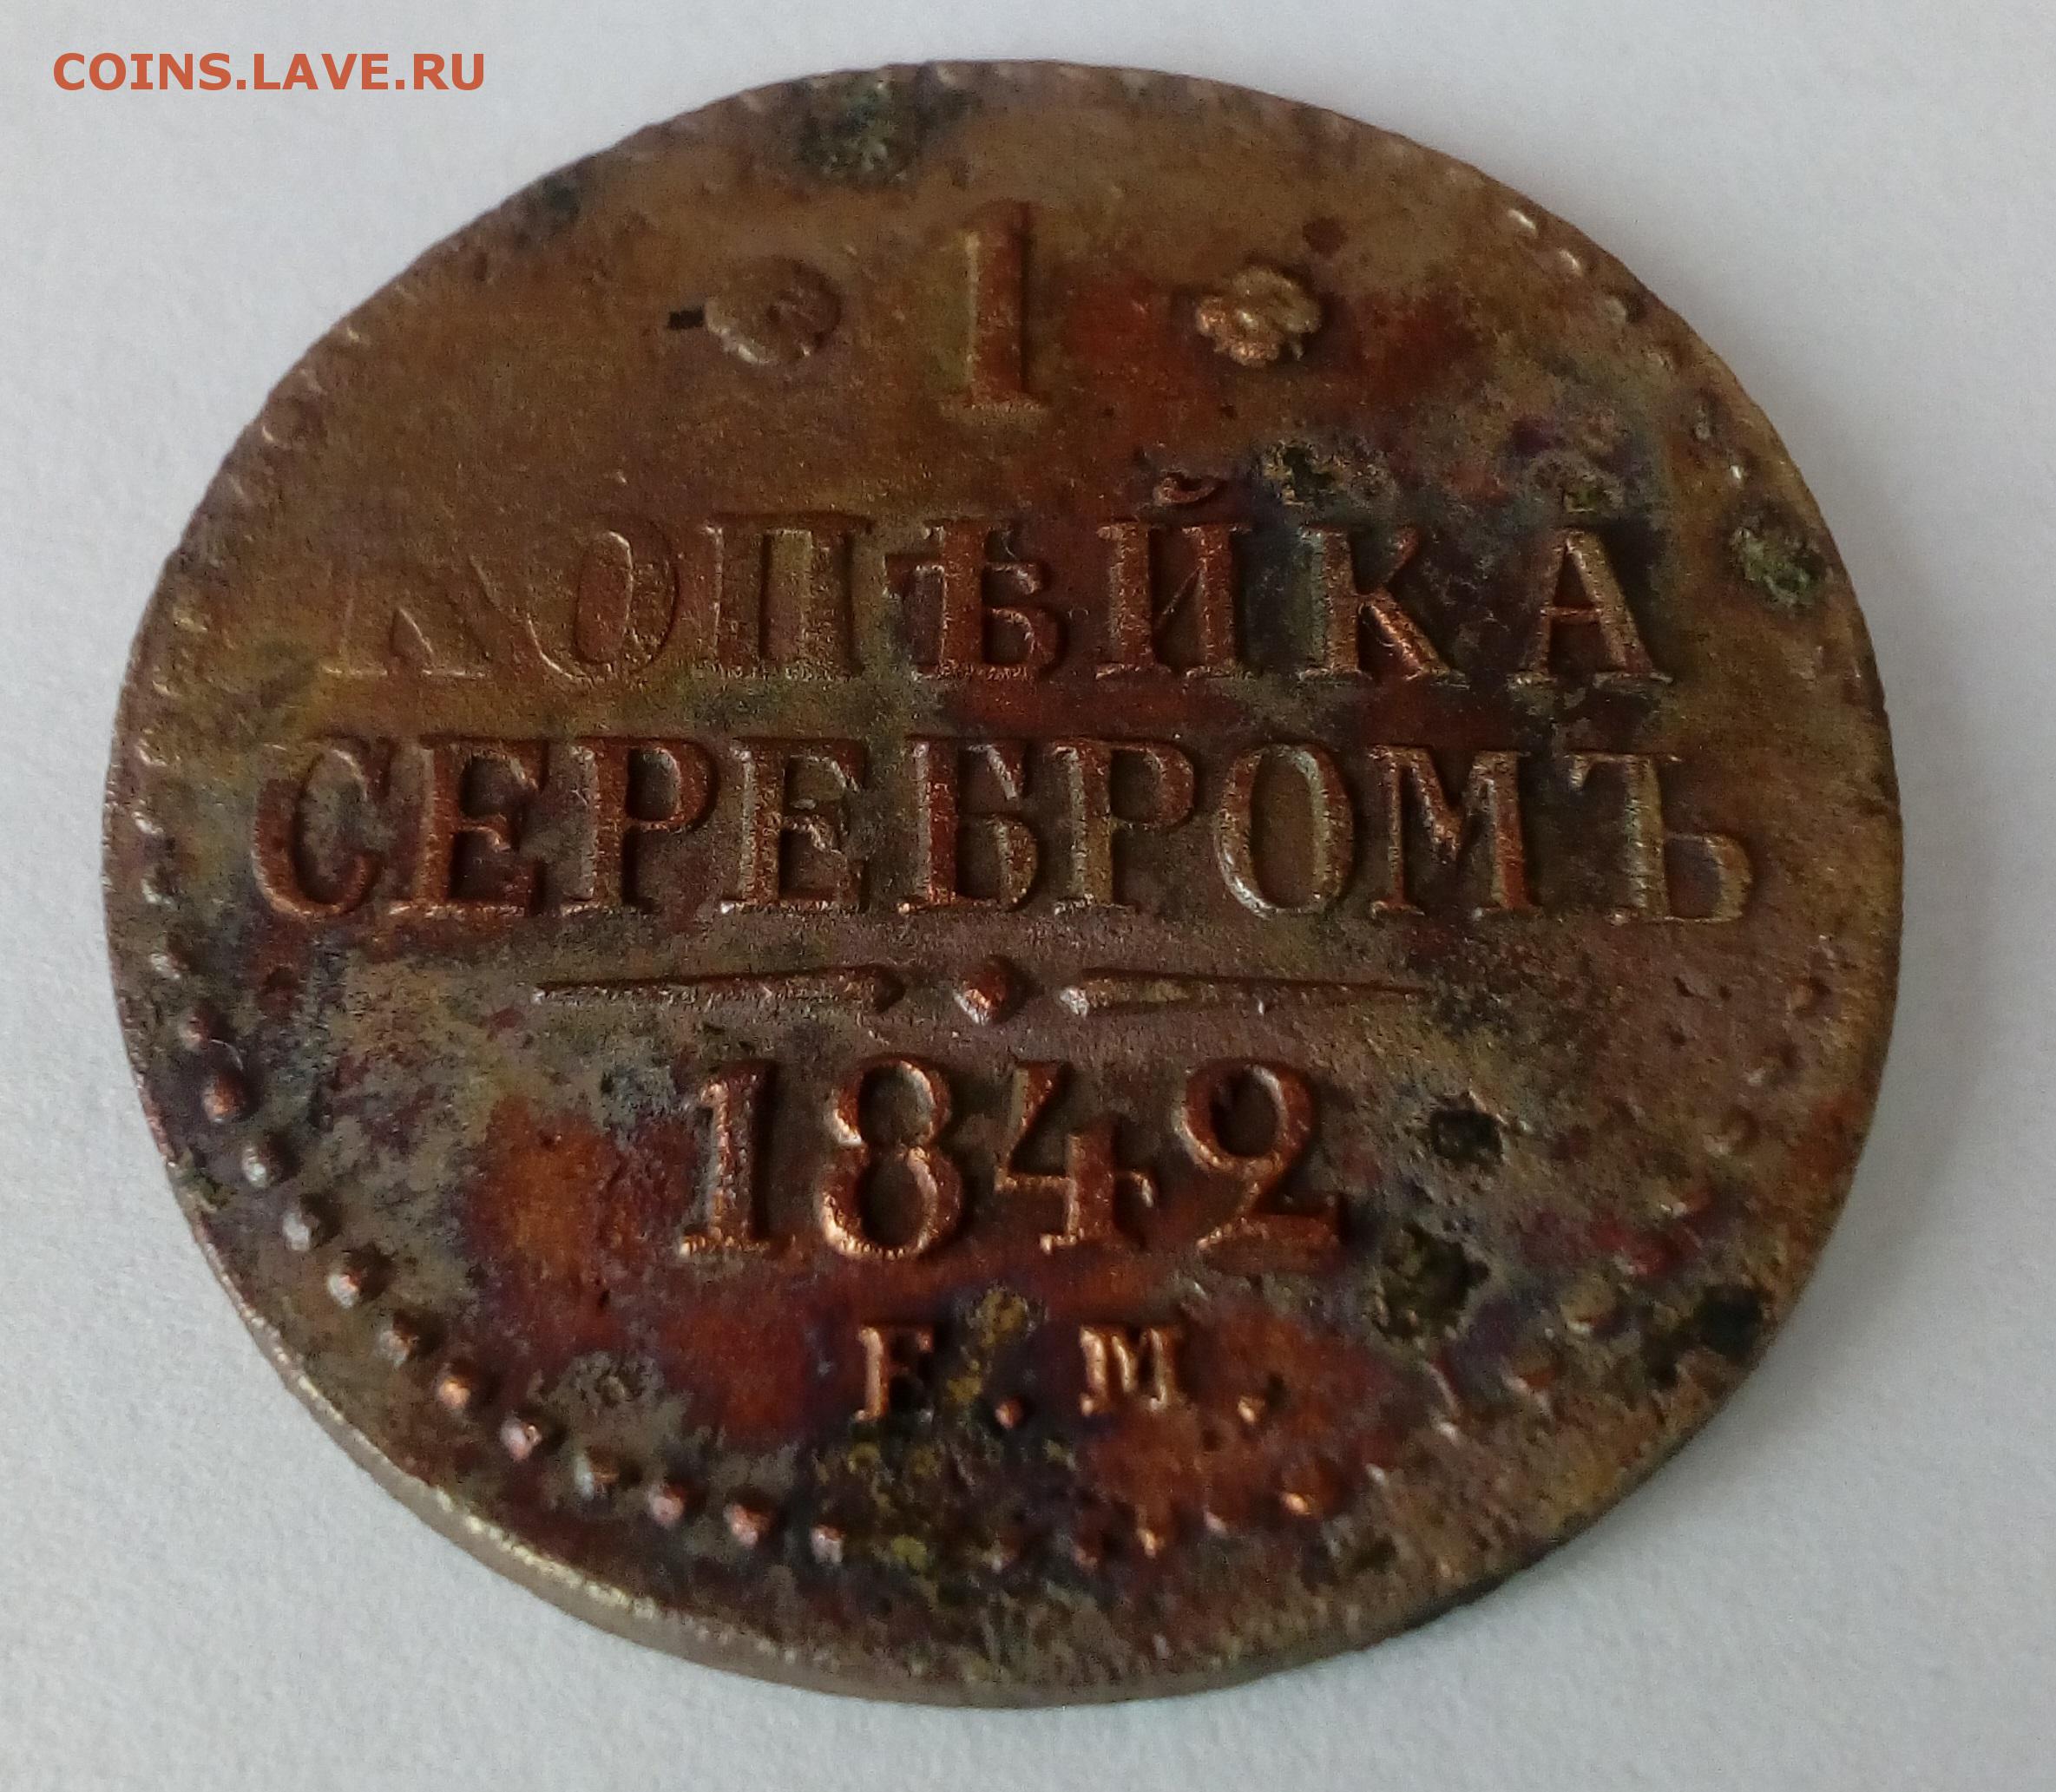 COINS.LAVE.RU
1
КОПѢЙКА
СЕРЕБРОМЪ
1842
Е.М.